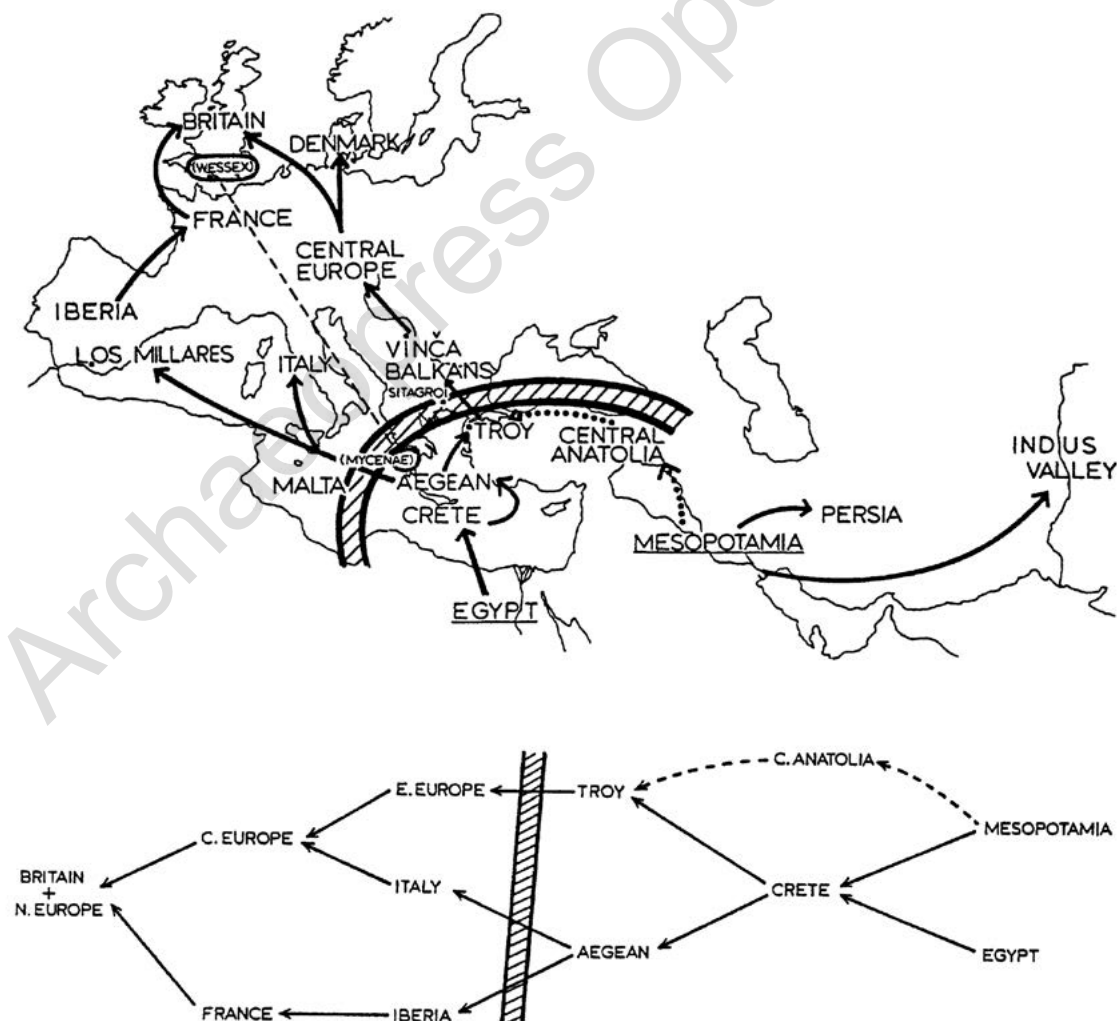 Archaeopress Ope
BRITAIN
DENMARK
(WESSEX)
FRANCE
CENTRAL
EUROPE
IBERIA
VINČA
BALKANS
LOS MILLARES
ITALY
SITAGROI
TROY
CENTRAL
ANATOLIA
INDUS
VALLEY
(MYCENAE)
MALTA
AEGEAN
CRETE
PERSIA
MESOPOTAMIA
EGYPT
C. ANATOLIA
E. EUROPE
TROY
MESOPOTAMIA
C. EUROPE
BRITAIN
+
N. EUROPE
ITALY
CRETE
AEGEAN
EGYPT
FRANCE
IBERIA